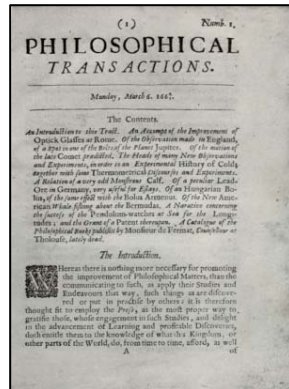 (1) Numb. 1.
PHILOSOPHICAL
TRANSACTIONS.
Munday, March 6. 166⅘.
The Contents.
An Introduction to this Tract. An Accompt of the Improvement of
Optick Glasses at Rome. Of the Observation made in England,
of a Spot in one of the Belts of the Planet Jupiter. Of the motion of
the late Comet prædicted. The Heads of many New Observations
and Experiments, in order to an Experimental History of Cold;
together with some Thermometrical Discourses and Experiments.
A Relation of a very odd Monstrous Calf. Of a peculiar Lead-
Ore in Germany, very useful for Essays. Of an Hungarian Bo-
lus, of the same effect with the Bolus Armenus. Of the New Ame-
rican Whale-fishing about the Bermudas. A Narrative concerning
the success of the Pendulum-watches at Sea for the Longi-
tudes; and the Grant of a Patent thereupon. A Catalogue of the
Philosophical Books publisht by Monsieur de Fermat, Counsellour at
Tholouse, lately dead.
The Introduction.
WHereas there is nothing more necessary for promoting
the improvement of Philosophical Matters, than the
communicating to such, as apply their Studies and
Endeavours that way, such things as are discove-
red or put in practise by others; it is therefore
thought fit to employ the Press, as the most proper way to
gratifie those, whose engagement in such Studies, and delight
in the advancement of Learning and profitable Discoveries,
doth entitle them to the knowledge of what this Kingdom, or
other parts of the World, do, from time to time, afford, as well
A of